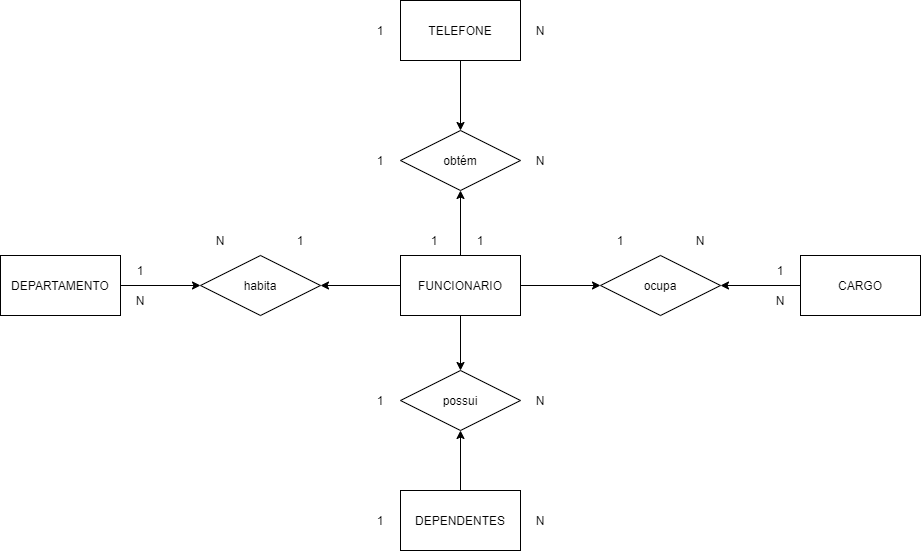 1 TELEFONE N
1 obtém N
N 1 1 1 1 N
DEPARTAMENTO 1 N habita FUNCIONARIO ocupa 1 N CARGO
1 possui N
1 DEPENDENTES N